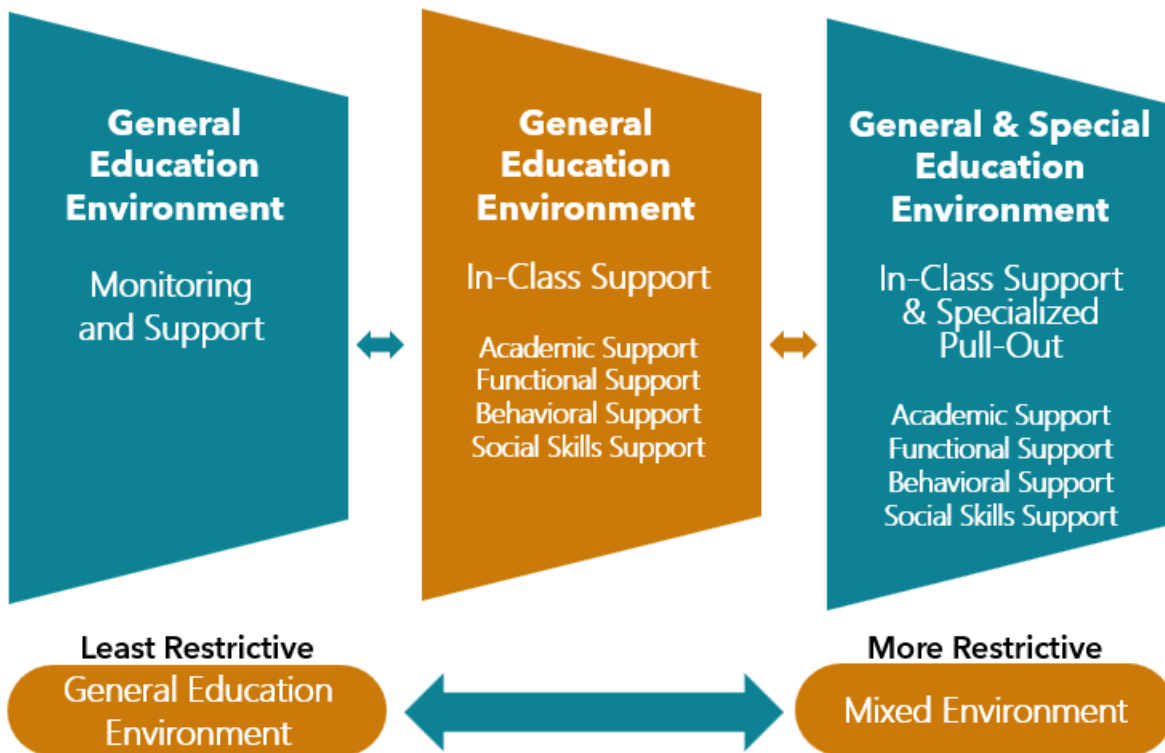 General
Education
Environment
Monitoring
and Support
General
Education
Environment
In-Class Support
Academic Support
Functional Support
Behavioral Support
Social Skills Support
General & Special
Education
Environment
In-Class Support
& Specialized
Pull-Out
Academic Support
Functional Support
Behavioral Support
Social Skills Support
Least Restrictive
General Education
Environment
More Restrictive
Mixed Environment